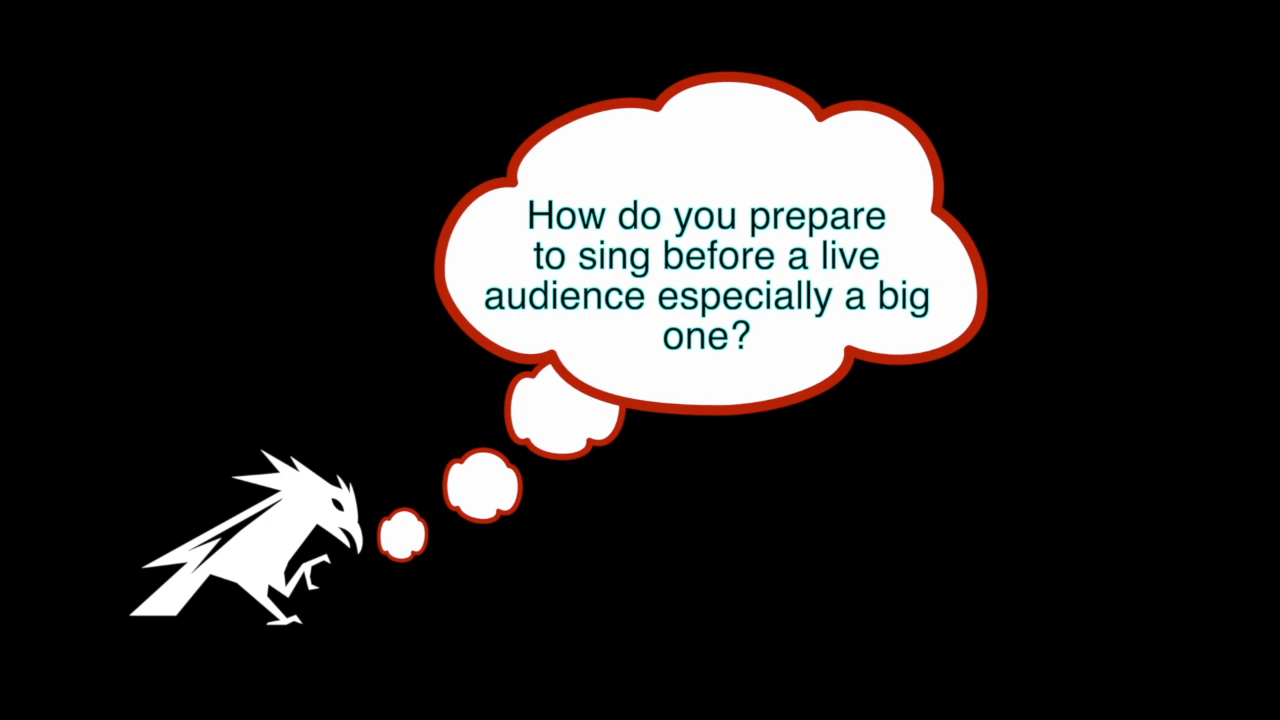 How do you prepare
to sing before a live
audience especially a big
one?